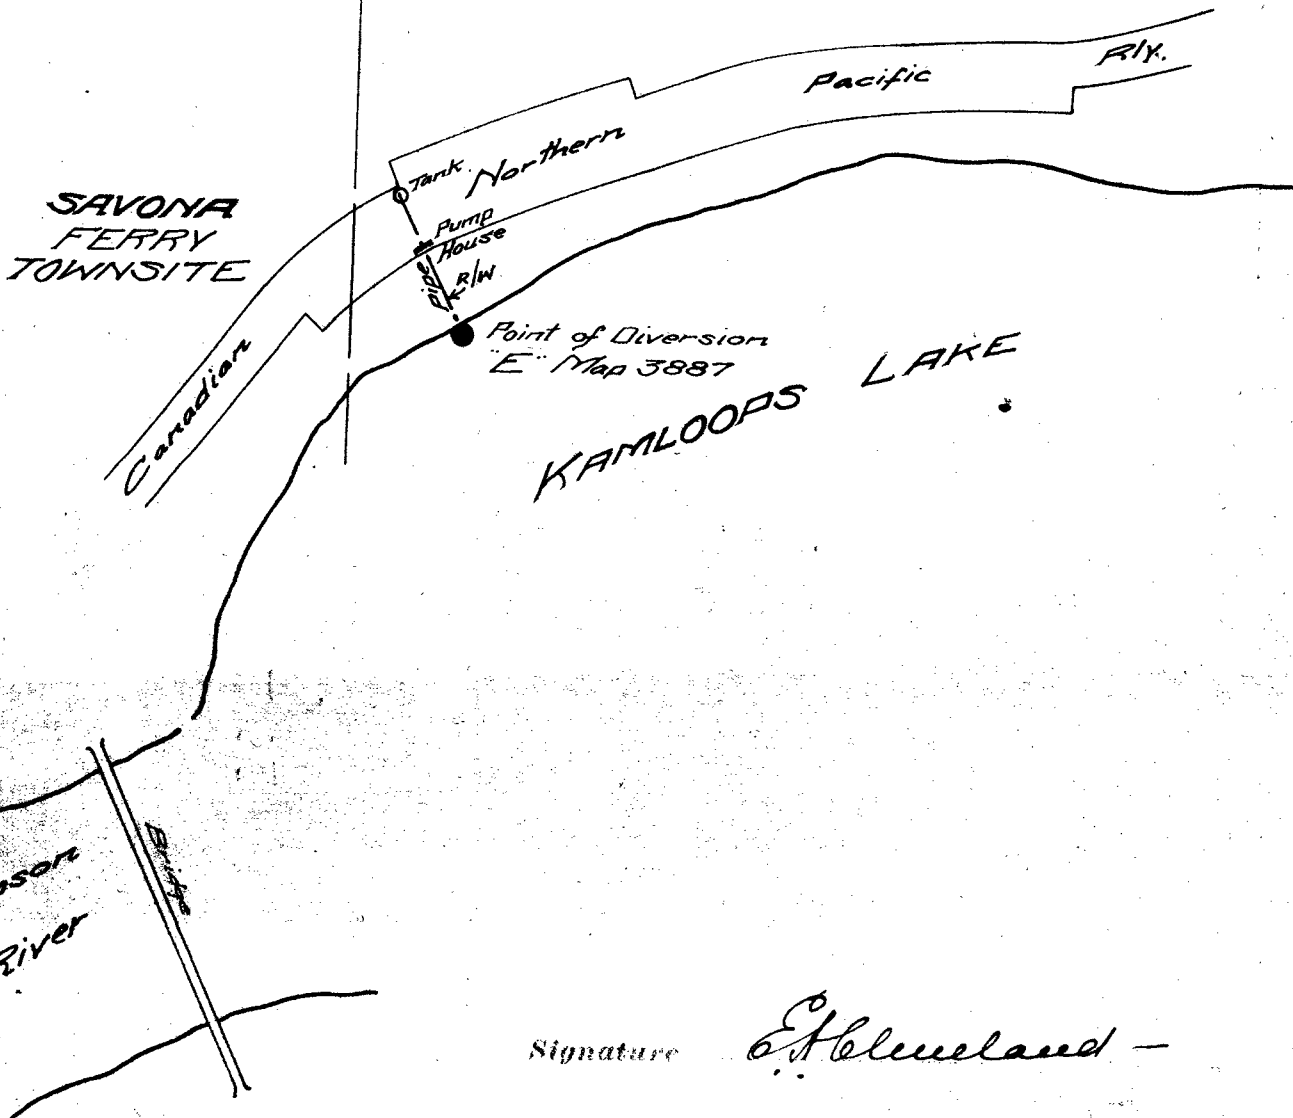 Canadian Northern Pacific Rly.
SAVONA
FERRY
TOWNSITE
Tank
Pump
House
Pipe
R/W
Point of Diversion
"E" Map 3887
KAMLOOPS LAKE
Bridge
River
Signature E.A. Cleveland